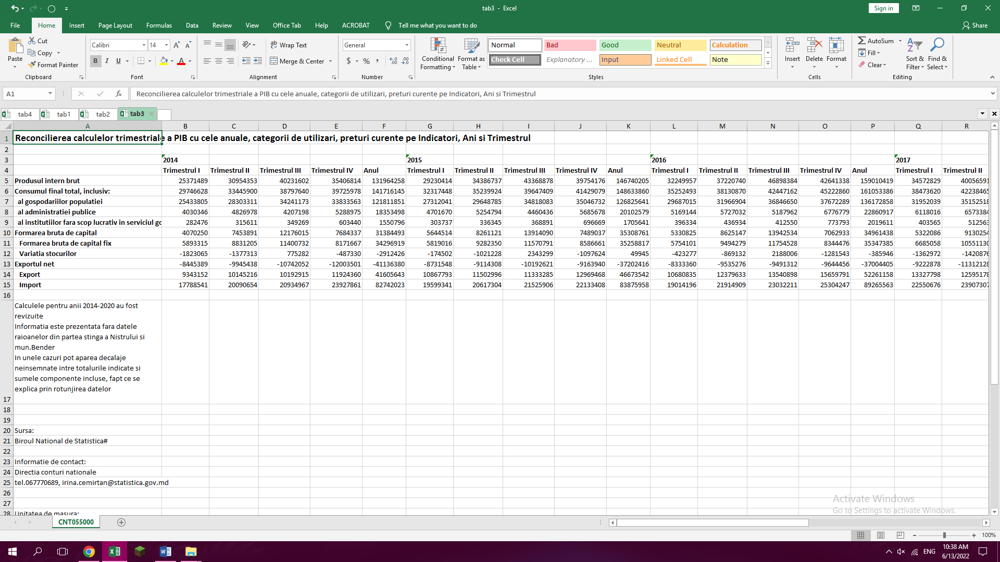 tab3 - Excel
Sign in
File Home Insert Page Layout Formulas Data Review View Office Tab Help ACROBAT Tell me what you want to do Share
Paste Cut Copy Format Painter Clipboard
Calibri 14 A A B I U A Font
Wrap Text Merge & Center Alignment
General $ % , Number
Conditional Formatting Format as Table
Normal Bad Good Neutral Calculation
Check Cell Explanatory ... Input Linked Cell Note
Styles
Insert Delete Format Cells
AutoSum Fill Clear Sort & Filter Find & Select Editing
A1 fx Reconcilierea calculelor trimestriale a PIB cu cele anuale, categorii de utilizari, preturi curente pe Indicatori, Ani si Trimestrul
tab4 tab1 tab2 tab3
A B C D E F G H I J K L M N O P Q R
1 Reconcilierea calculelor trimestriale a PIB cu cele anuale, categorii de utilizari, preturi curente pe Indicatori, Ani si Trimestrul
2
3 2014 2015 2016 2017
4 Trimestrul I Trimestrul II Trimestrul III Trimestrul IV Anul Trimestrul I Trimestrul II Trimestrul III Trimestrul IV Anul Trimestrul I Trimestrul II Trimestrul III Trimestrul IV Anul Trimestrul I Trimestrul II
5 Produsul intern brut 25371489 30954353 40231602 35406814 131964258 29230414 34386737 43368878 39754176 146740205 32249957 37220740 46898384 42641338 159010419 34572829 40056591
6 Consumul final total, inclusiv: 29746628 33445900 38797640 39725978 141716145 32317448 35239924 39647409 41429079 148633860 35252493 38130870 42447162 45222860 161053386 38473620 42238465
7 al gospodariilor populatiei 25433805 28303311 34241173 33833563 121811851 27312041 29648785 34818083 35046732 126825641 29687015 31966904 36846650 37672289 136172858 31952039 35152518
8 al administratiei publice 4030346 4826978 4207198 5288975 18353498 4701670 5254794 4460436 5685678 20102579 5169144 5727032 5187962 6776779 22860917 6118016 6573384
9 al institutiilor fara scop lucrativ in serviciul go 282476 315611 349269 603440 1550796 303737 336345 368891 696669 1705641 396334 436934 412550 773793 2019611 403565 512563
10 Formarea bruta de capital 4070250 7453891 12176015 7684337 31384493 5644514 8261121 13914090 7489037 35308761 5330825 8625147 13942534 7062933 34961438 5322086 9130254
11 Formarea bruta de capital fix 5893315 8831205 11400732 8171667 34296919 5819016 9282350 11570791 8586661 35258817 5754101 9494279 11754528 8344476 35347385 6685058 10551130
12 Variatia stocurilor -1823065 -1377313 775282 -487330 -2912426 -174502 -1021228 2343299 -1097624 49945 -423277 -869132 2188006 -1281543 -385946 -1362972 -1420876
13 Exportul net -8445389 -9945438 -10742052 -12003501 -41136380 -8731548 -9114308 -10192621 -9163940 -37202416 -8333360 -9535276 -9491312 -9644456 -37004405 -9222878 -11312128
14 Export 9343152 10145216 10192915 11924360 41605643 10867793 11502996 11333285 12969468 46673542 10680835 12379633 13540898 15659791 52261158 13327798 12595178
15 Import 17788541 20090654 20934967 23927861 82742023 19599341 20617304 21525906 22133408 83875958 19014196 21914909 23032211 25304247 89265563 22550676 23907307
16
Calculele pentru anii 2014-2020 au fost
revizuite
Informatia este prezentata fara datele
raioanelor din partea stinga a Nistrului si
mun.Bender
In unele cazuri pot aparea decalaje
neinsemnate intre totalurile indicate si
sumele componente incluse, fapt ce se
explica prin rotunjirea datelor
17
18
19
20 Sursa:
21 Biroul National de Statistica#
22
23 Informatie de contact:
24 Directia conturi nationale
25 tel.067770689, irina.cemirtan@statistica.gov.md
26
27
28 Unitatea de masura:
Activate Windows
Go to Settings to activate Windows.
CNT055000
100%
ENG 10:38 AM
6/13/2022